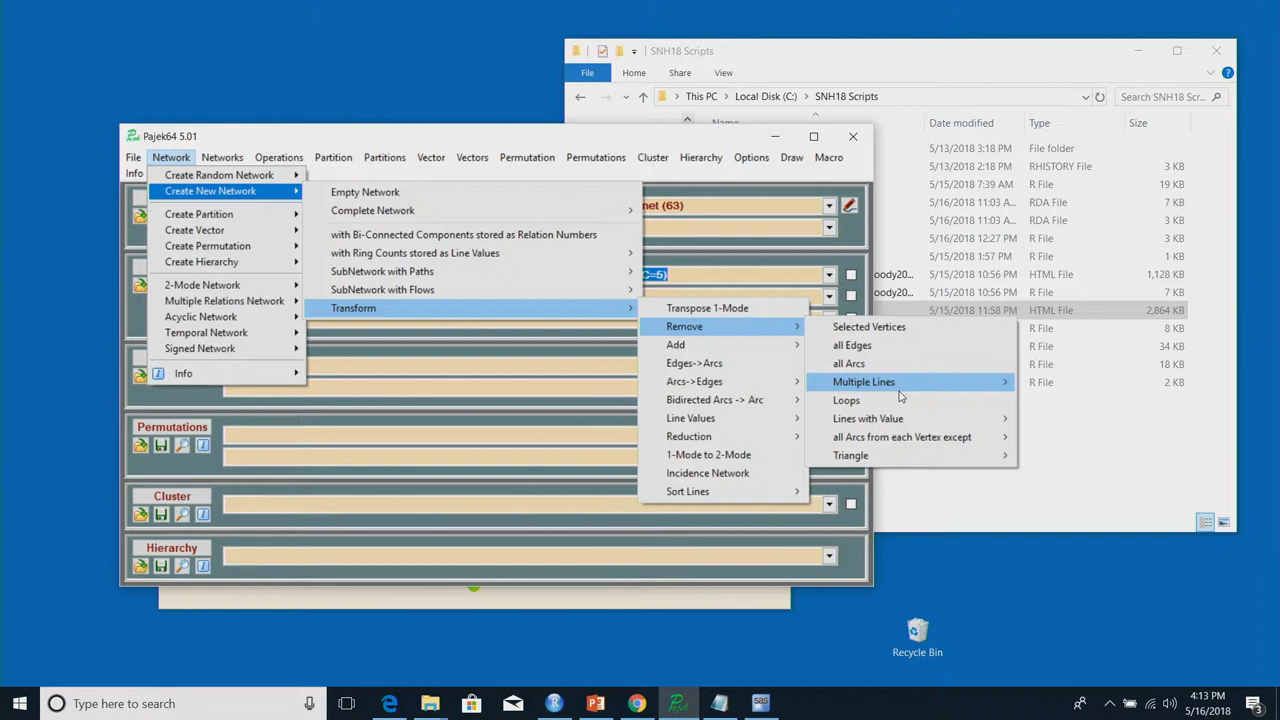 SNH18 Scripts
File Home Share View
This PC Local Disk (C:) SNH18 Scripts
Search SNH18 Scr...
Name Date modified Type Size
5/13/2018 3:18 PM File folder
5/13/2018 3:18 PM RHISTORY File 3 KB
5/15/2018 7:39 AM R File 19 KB
5/16/2018 11:03 A... RDA File 3 KB
5/16/2018 11:03 A... R File 3 KB
5/16/2018 12:27 PM R File 3 KB
5/15/2018 1:57 PM R File 3 KB
oody20... 5/15/2018 10:56 PM HTML File 1,128 KB
oody20... 5/15/2018 10:56 PM R File 3 KB
5/15/2018 11:58 PM HTML File 2,864 KB
R File 34 KB
R File 18 KB
R File 3 KB
Pajek64 5.01
File Network Networks Operations Partition Partitions Vector Vectors Permutation Permutations Cluster Hierarchy Options Draw Macro
Info
net (63)
C=5)
Create Random Network
Create New Network
Create Partition
Create Vector
Create Permutation
Create Hierarchy
2-Mode Network
Multiple Relations Network
Acyclic Network
Temporal Network
Signed Network
Info
Empty Network
Complete Network
with Bi-Connected Components stored as Relation Numbers
with Ring Counts stored as Line Values
SubNetwork with Paths
SubNetwork with Flows
Transform
Transpose 1-Mode
Remove
Add
Edges->Arcs
Arcs->Edges
Bidirected Arcs -> Arc
Line Values
Reduction
1-Mode to 2-Mode
Incidence Network
Sort Lines
Selected Vertices
all Edges
all Arcs
Multiple Lines
Loops
Lines with Value
all Arcs from each Vertex except
Triangle
Permutations
Cluster
Hierarchy
Recycle Bin
Type here to search
4:13 PM
5/16/2018
3